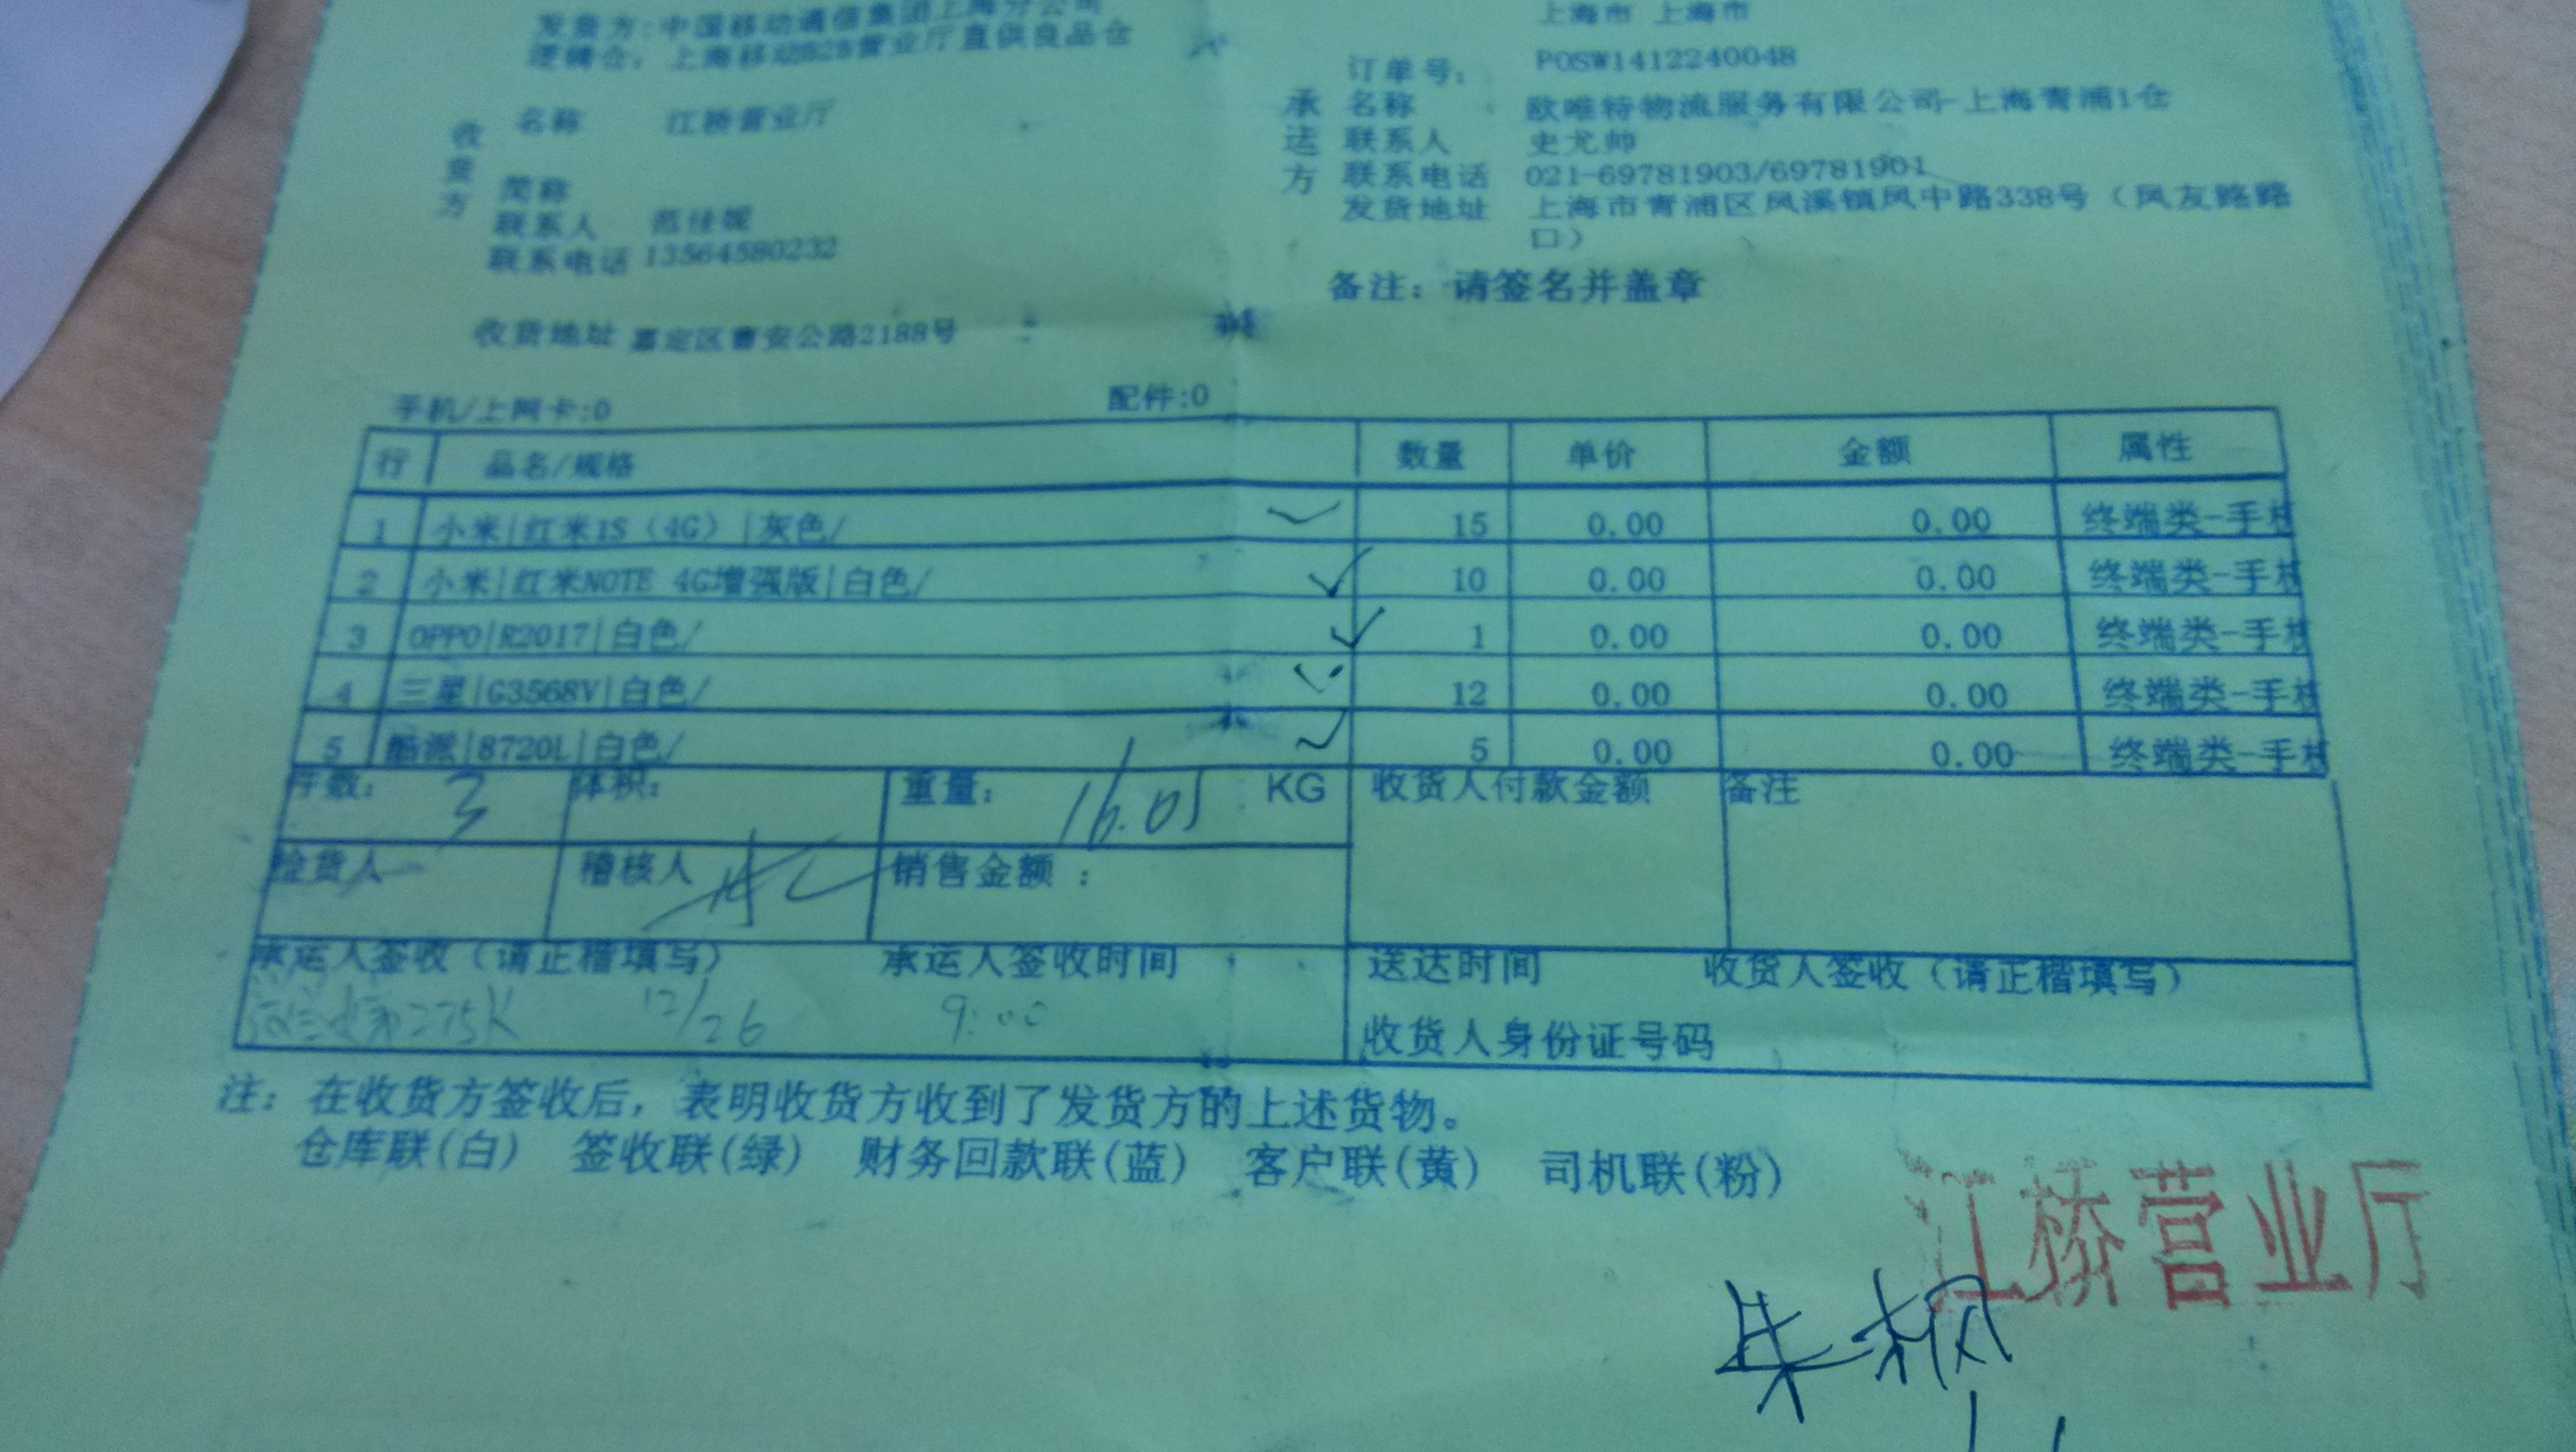 发货方:中国移动通信集团上海分公司
逻辑仓: 上海移动B2B营业厅直供良品仓
上海市 上海市
订单号: POSW1412240048
收货方
名称 江桥营业厅
简称
联系人 范佳妮
联系电话 13564580232
收货地址 嘉定区曹安公路2188号
承送方
名称 欧唯特物流服务有限公司-上海青浦1仓
联系人 史尤帅
联系电话 021-69781903/69781901
发货地址 上海市青浦区凤溪镇凤中路338号（凤友路路
口）
备注: 请签名并盖章
手机/上网卡:0 配件:0
行 品名/规格 数量 单价 金额 属性
1 小米|红米1S（4G）|灰色/ 15 0.00 0.00 终端类-手机
2 小米|红米NOTE 4G增强版|白色/ 10 0.00 0.00 终端类-手机
3 OPPO|R2017|白色/ 1 0.00 0.00 终端类-手机
4 三星|G3568V|白色/ 12 0.00 0.00 终端类-手机
5 酷派|8720L|白色/ 5 0.00 0.00 终端类-手机
件数: 3 体积: 重量: 16.05 KG 收货人付款金额 备注
捡货人 稽核人 销售金额：
承运人签收（请正楷填写） 承运人签收时间 送达时间 收货人签收（请正楷填写）
12/26 9:00
收货人身份证号码
注: 在收货方签收后, 表明收货方收到了发货方的上述货物。
仓库联(白) 签收联(绿) 财务回款联(蓝) 客户联(黄) 司机联(粉)
江桥营业厅
朱枫